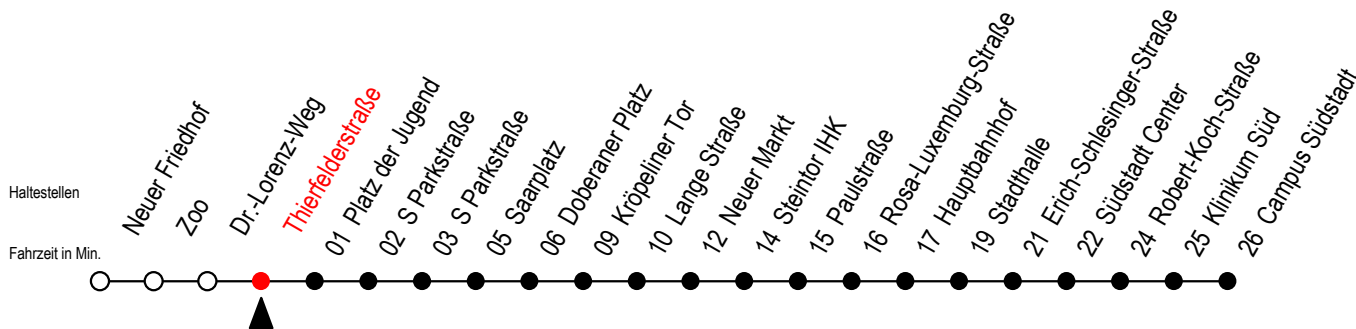 Haltestellen
Fahrzeit in Min.
Neuer Friedhof
Zoo
Dr.-Lorenz-Weg
Thierfelderstraße
01 Platz der Jugend
02 S Parkstraße
03 S Parkstraße
05 Saarplatz
06 Doberaner Platz
09 Kröpeliner Tor
10 Lange Straße
12 Neuer Markt
14 Steintor IHK
15 Paulstraße
16 Rosa-Luxemburg-Straße
17 Hauptbahnhof
19 Stadthalle
21 Erich-Schlesinger-Straße
22 Südstadt Center
24 Robert-Koch-Straße
25 Klinikum Süd
26 Campus Südstadt